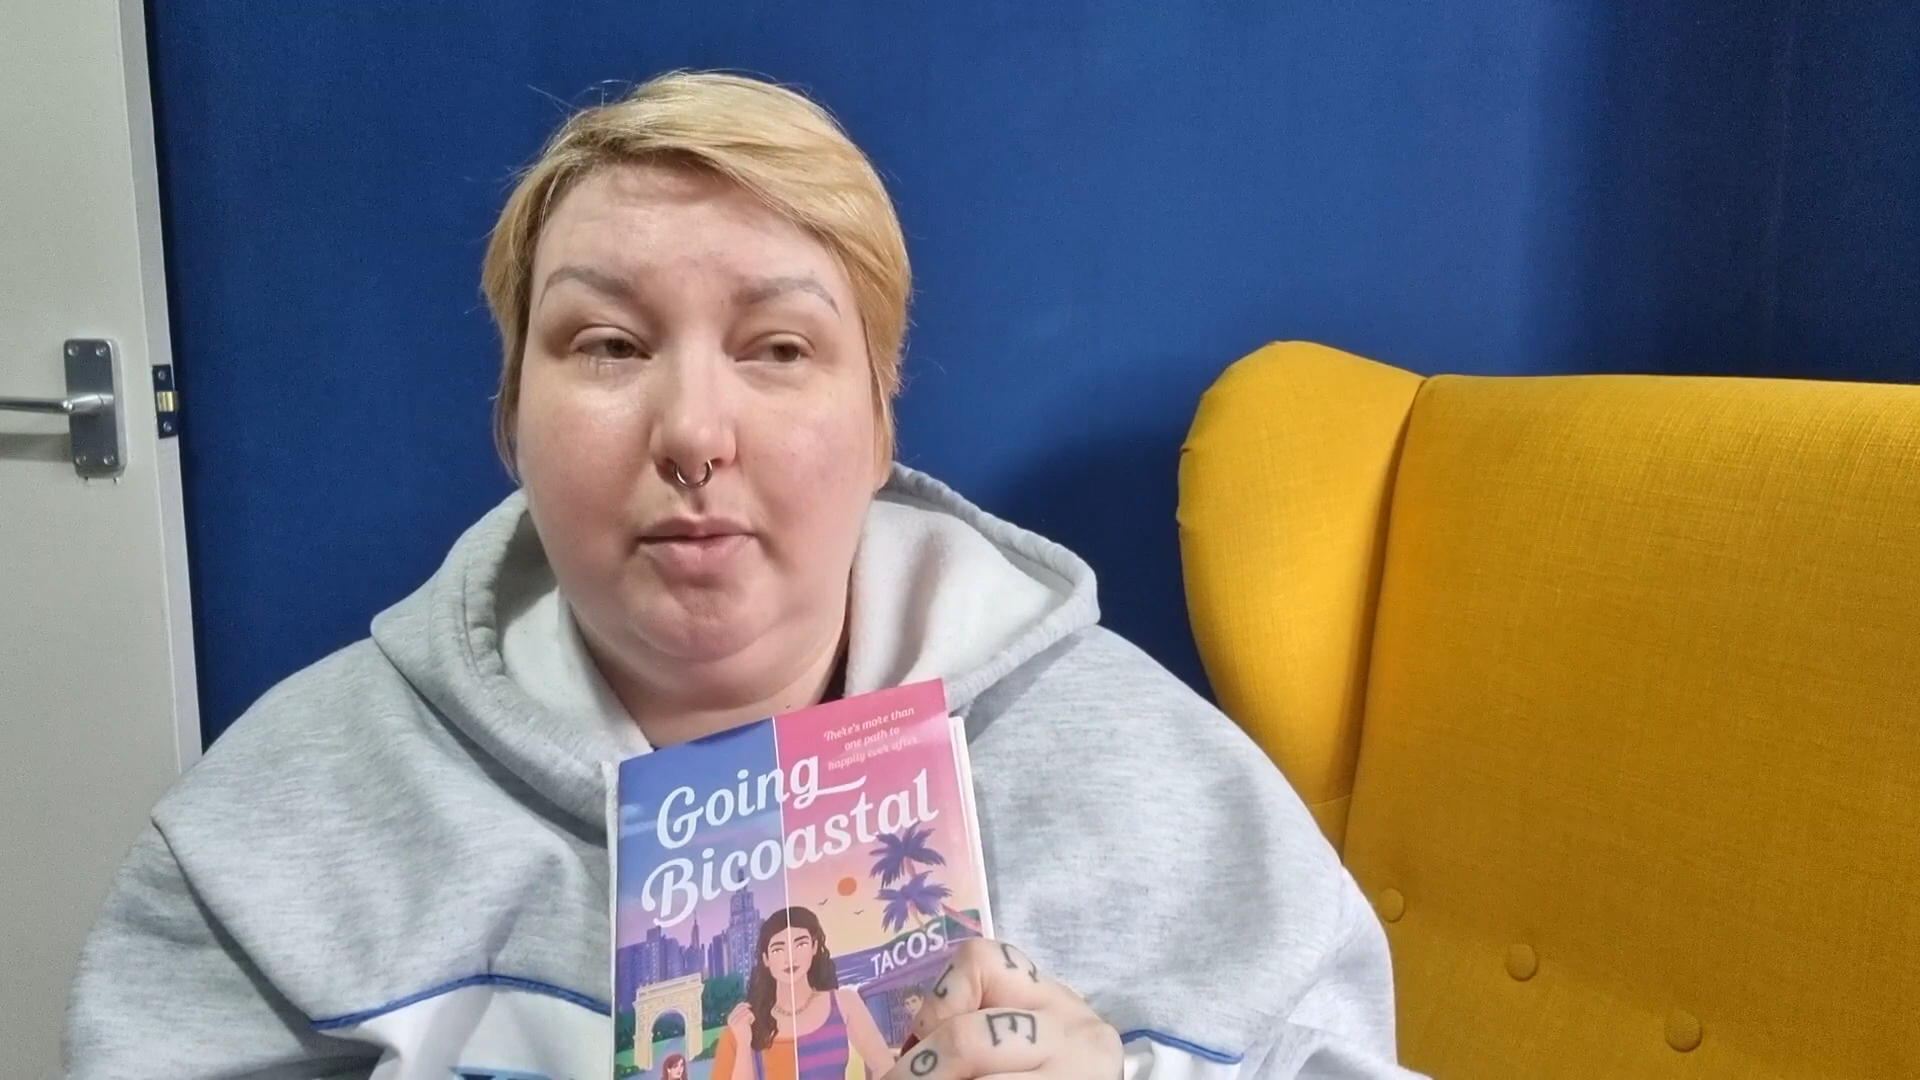 There's more than
one path to
happily ever after
Going
Bicoastal
TACOS
E